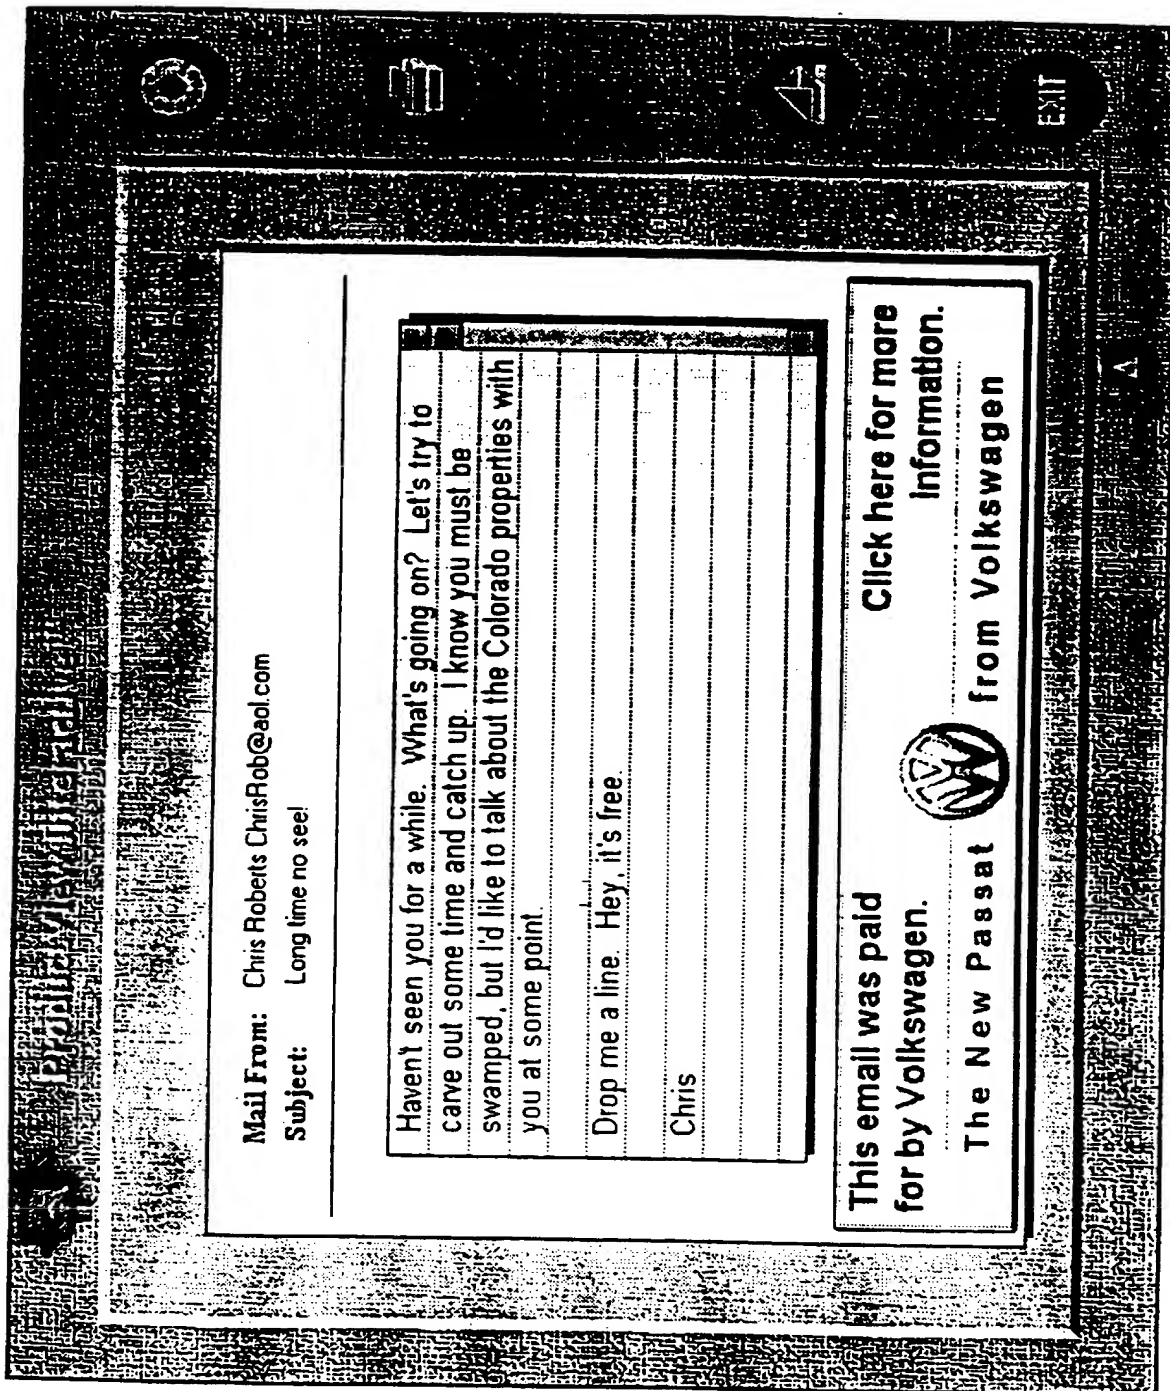 Mail From: Chris Roberts ChrisRob@aol.com
Subject: Long time no see!
Haven't seen you for a while. What's going on? Let's try to
carve out some time and catch up. I know you must be
swamped, but I'd like to talk about the Colorado properties with
you at some point.
Drop me a line. Hey, it's free.
Chris
This email was paid
for by Volkswagen.
Click here for more
information.
The New Passat from Volkswagen
EXIT